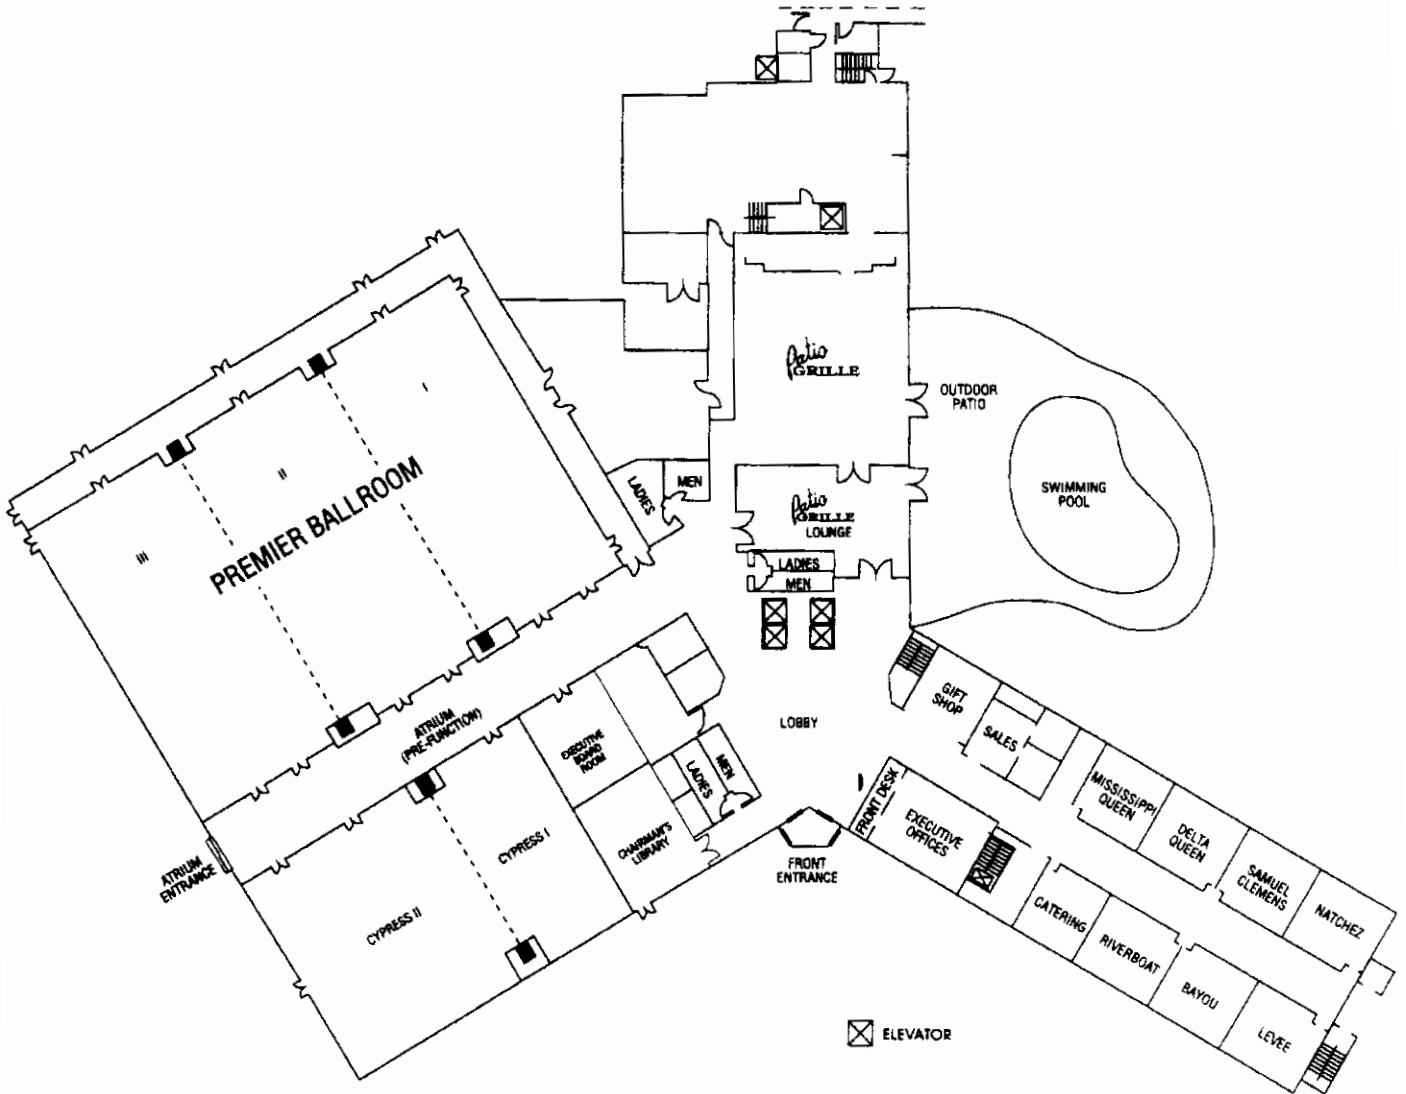 Patio
GRILLE
OUTDOOR
PATIO
I
II
III
PREMIER BALLROOM
LADIES
MEN
SWIMMING
POOL
Patio
GRILLE
LOUNGE
LADIES
MEN
GIFT
SHOP
LOBBY
SALES
ATRIUM
(PRE-FUNCTION)
EXECUTIVE
BOARD
ROOM
LADIES
MEN
FRONT DESK
MISSISSIPPI
QUEEN
EXECUTIVE
OFFICES
DELTA
QUEEN
CYPRESS I
CHAIRMAN'S
LIBRARY
ATRIUM
ENTRANCE
FRONT
ENTRANCE
SAMUEL
CLEMENS
NATCHEZ
CYPRESS II
CATERING
RIVERBOAT
BAYOU
LEVEE
ELEVATOR